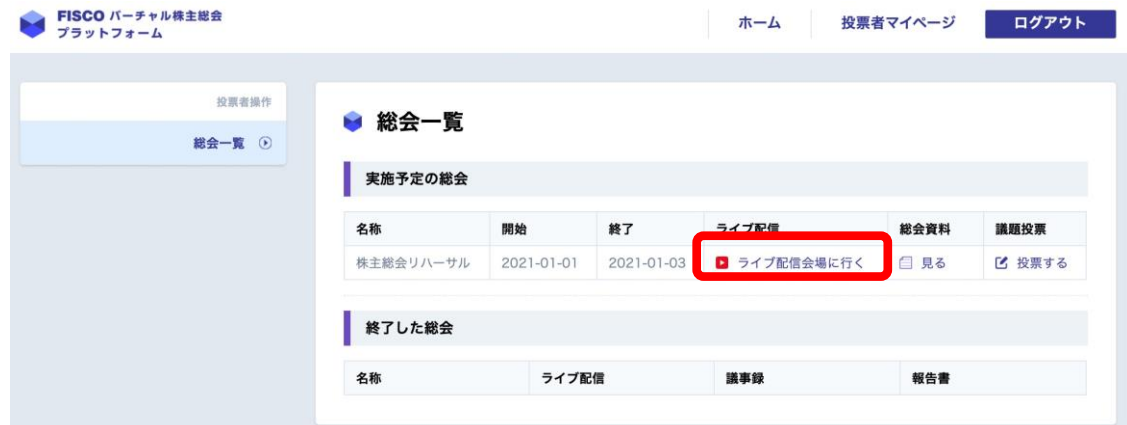 FISCO バーチャル株主総会
プラットフォーム
ホーム
投票者マイページ
ログアウト
投票者操作
総会一覧
総会一覧
実施予定の総会
名称 開始 終了 ライブ配信 総会資料 議題投票
株主総会リハーサル 2021-01-01 2021-01-03 ライブ配信会場に行く 見る 投票する
終了した総会
名称 ライブ配信 議事録 報告書